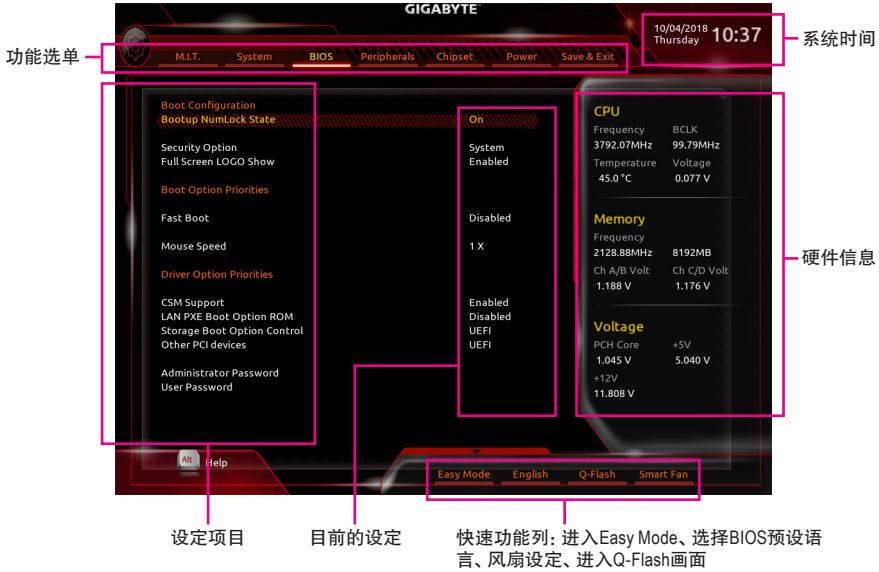 GIGABYTE
10/04/2018
Thursday
10:37
系统时间
功能选单
M.I.T. System BIOS Peripherals Chipset Power Save & Exit
Boot Configuration
Bootup NumLock State On
Security Option System
Full Screen LOGO Show Enabled
Boot Option Priorities
Fast Boot Disabled
Mouse Speed 1 X
Driver Option Priorities
CSM Support Enabled
LAN PXE Boot Option ROM Disabled
Storage Boot Option Control UEFI
Other PCI devices UEFI
Administrator Password
User Password
CPU
Frequency BCLK
3792.07MHz 99.79MHz
Temperature Voltage
45.0 °C 0.077 V
Memory
Frequency
2128.88MHz 8192MB
Ch A/B Volt Ch C/D Volt
1.188 V 1.176 V
Voltage
PCH Core +5V
1.045 V 5.040 V
+12V
11.808 V
硬件信息
Alt Help
Easy Mode English Q-Flash Smart Fan
设定项目
目前的设定
快速功能列: 进入Easy Mode、选择BIOS预设语
言、风扇设定、进入Q-Flash画面